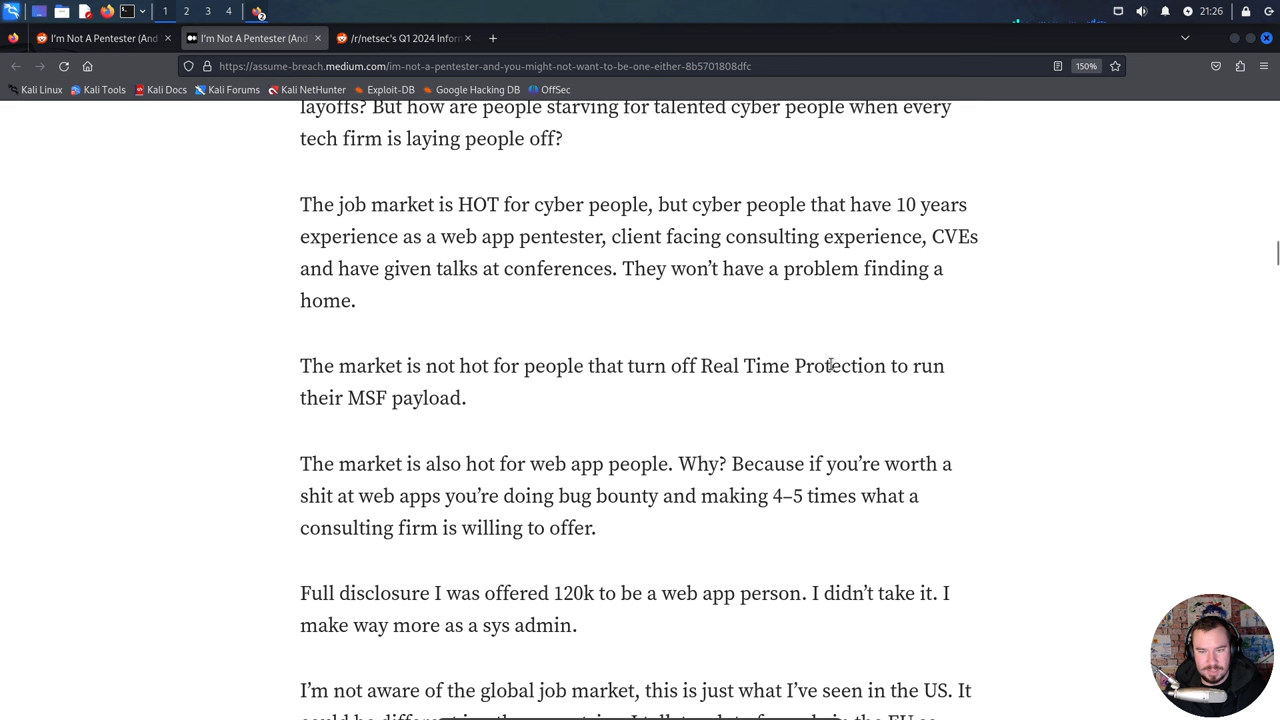 1 2 3 4 2 21:26
I'm Not A Pentester (And I'm Not A Pentester (And /r/netsec's Q1 2024 Inform
https://assume-breach.medium.com/im-not-a-pentester-and-you-might-not-want-to-be-one-either-8b5701808dfc 150%
Kali Linux Kali Tools Kali Docs Kali Forums Kali NetHunter Exploit-DB Google Hacking DB OffSec
layoffs? But how are people starving for talented cyber people when every
tech firm is laying people off?
The job market is HOT for cyber people, but cyber people that have 10 years
experience as a web app pentester, client facing consulting experience, CVEs
and have given talks at conferences. They won't have a problem finding a
home.
The market is not hot for people that turn off Real Time Protection to run
their MSF payload.
The market is also hot for web app people. Why? Because if you're worth a
shit at web apps you're doing bug bounty and making 4–5 times what a
consulting firm is willing to offer.
Full disclosure I was offered 120k to be a web app person. I didn't take it. I
make way more as a sys admin.
I'm not aware of the global job market, this is just what I've seen in the US. It